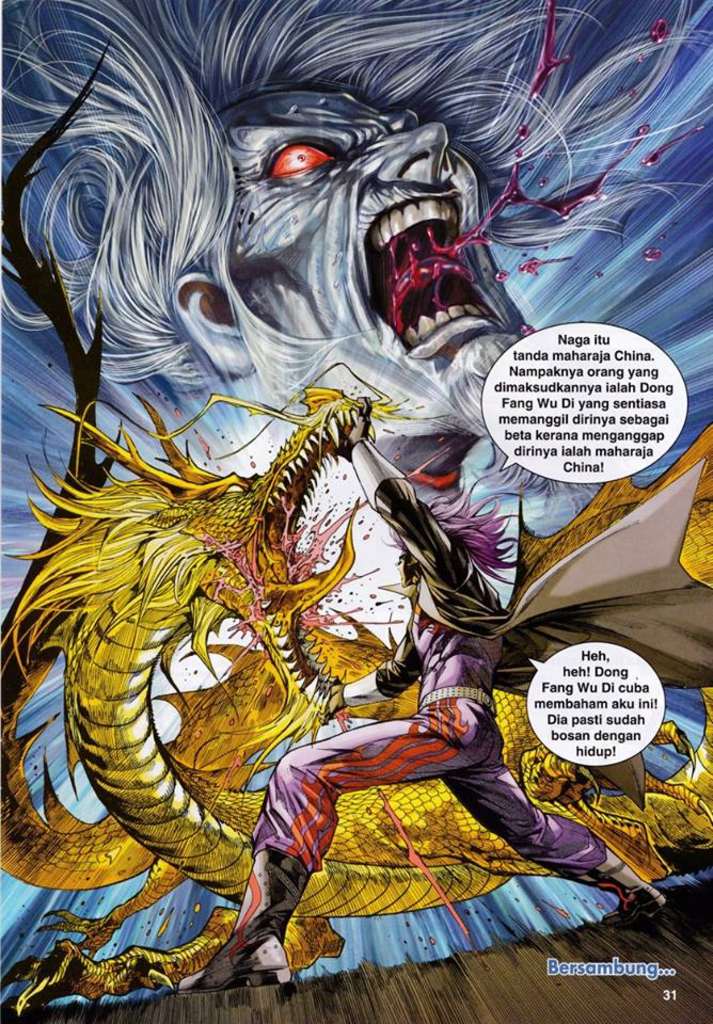 Naga itu
tanda maharaja China.
Nampaknya orang yang
dimaksudkannya ialah Dong
Fang Wu Di yang sentiasa
memanggil dirinya sebagai
beta kerana menganggap
dirinya ialah maharaja
China!
Heh,
heh! Dong
Fang Wu Di cuba
membaham aku ini!
Dia pasti sudah
bosan dengan
hidup!
Bersambung...
31